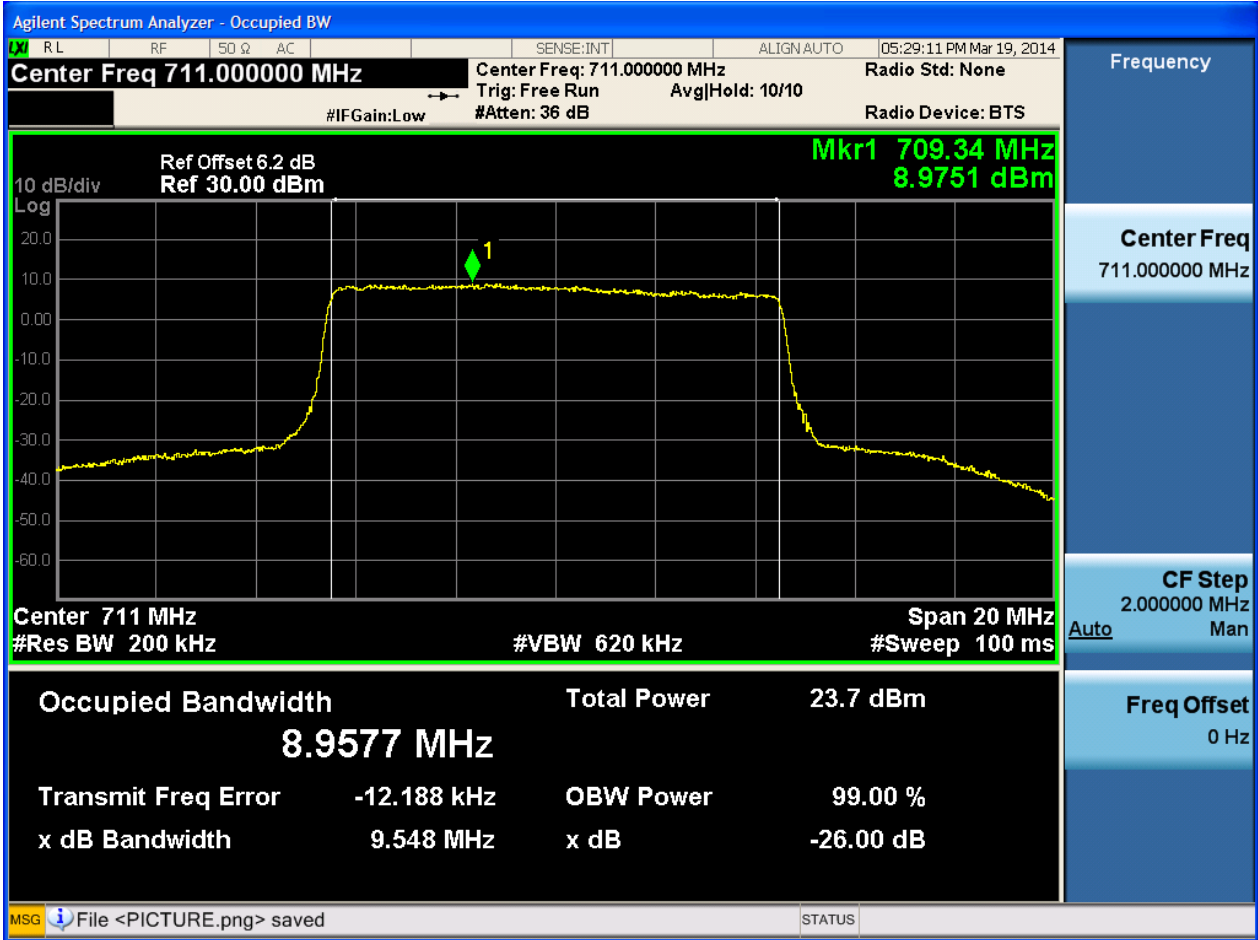 Agilent Spectrum Analyzer - Occupied BW
LXI RL RF 50 Ω AC SENSE:INT ALIGN AUTO 05:29:11 PM Mar 19, 2014
Center Freq 711.000000 MHz
Center Freq: 711.000000 MHz Radio Std: None
Trig: Free Run Avg|Hold: 10/10
#IFGain:Low #Atten: 36 dB Radio Device: BTS
Mkr1 709.34 MHz
8.9751 dBm
Ref Offset 6.2 dB
10 dB/div Ref 30.00 dBm
Log
20.0
10.0
0.00
-10.0
-20.0
-30.0
-40.0
-50.0
-60.0
1
Center 711 MHz Span 20 MHz
#Res BW 200 kHz #VBW 620 kHz #Sweep 100 ms
Occupied Bandwidth Total Power 23.7 dBm
8.9577 MHz
Transmit Freq Error -12.188 kHz OBW Power 99.00 %
x dB Bandwidth 9.548 MHz x dB -26.00 dB
Frequency
Center Freq
711.000000 MHz
CF Step
2.000000 MHz
Auto Man
Freq Offset
0 Hz
MSG File <PICTURE.png> saved STATUS